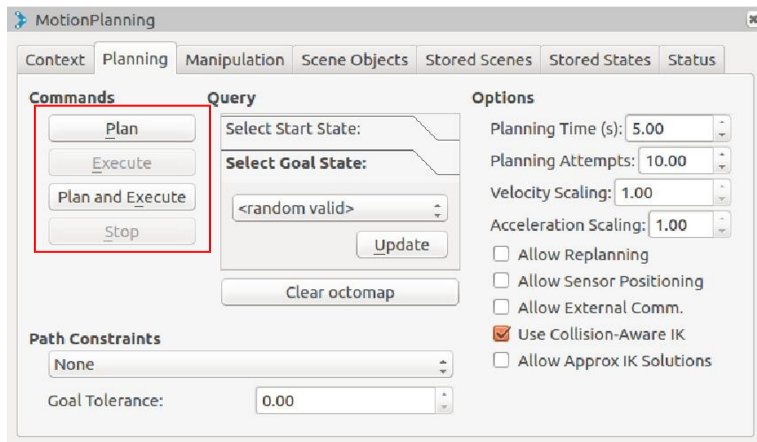 MotionPlanning
Context Planning Manipulation Scene Objects Stored Scenes Stored States Status
Commands
Plan
Execute
Plan and Execute
Stop
Query
Select Start State:
Select Goal State:
<random valid>
Update
Clear octomap
Options
Planning Time (s): 5.00
Planning Attempts: 10.00
Velocity Scaling: 1.00
Acceleration Scaling: 1.00
Allow Replanning
Allow Sensor Positioning
Allow External Comm.
Use Collision-Aware IK
Allow Approx IK Solutions
Path Constraints
None
Goal Tolerance: 0.00